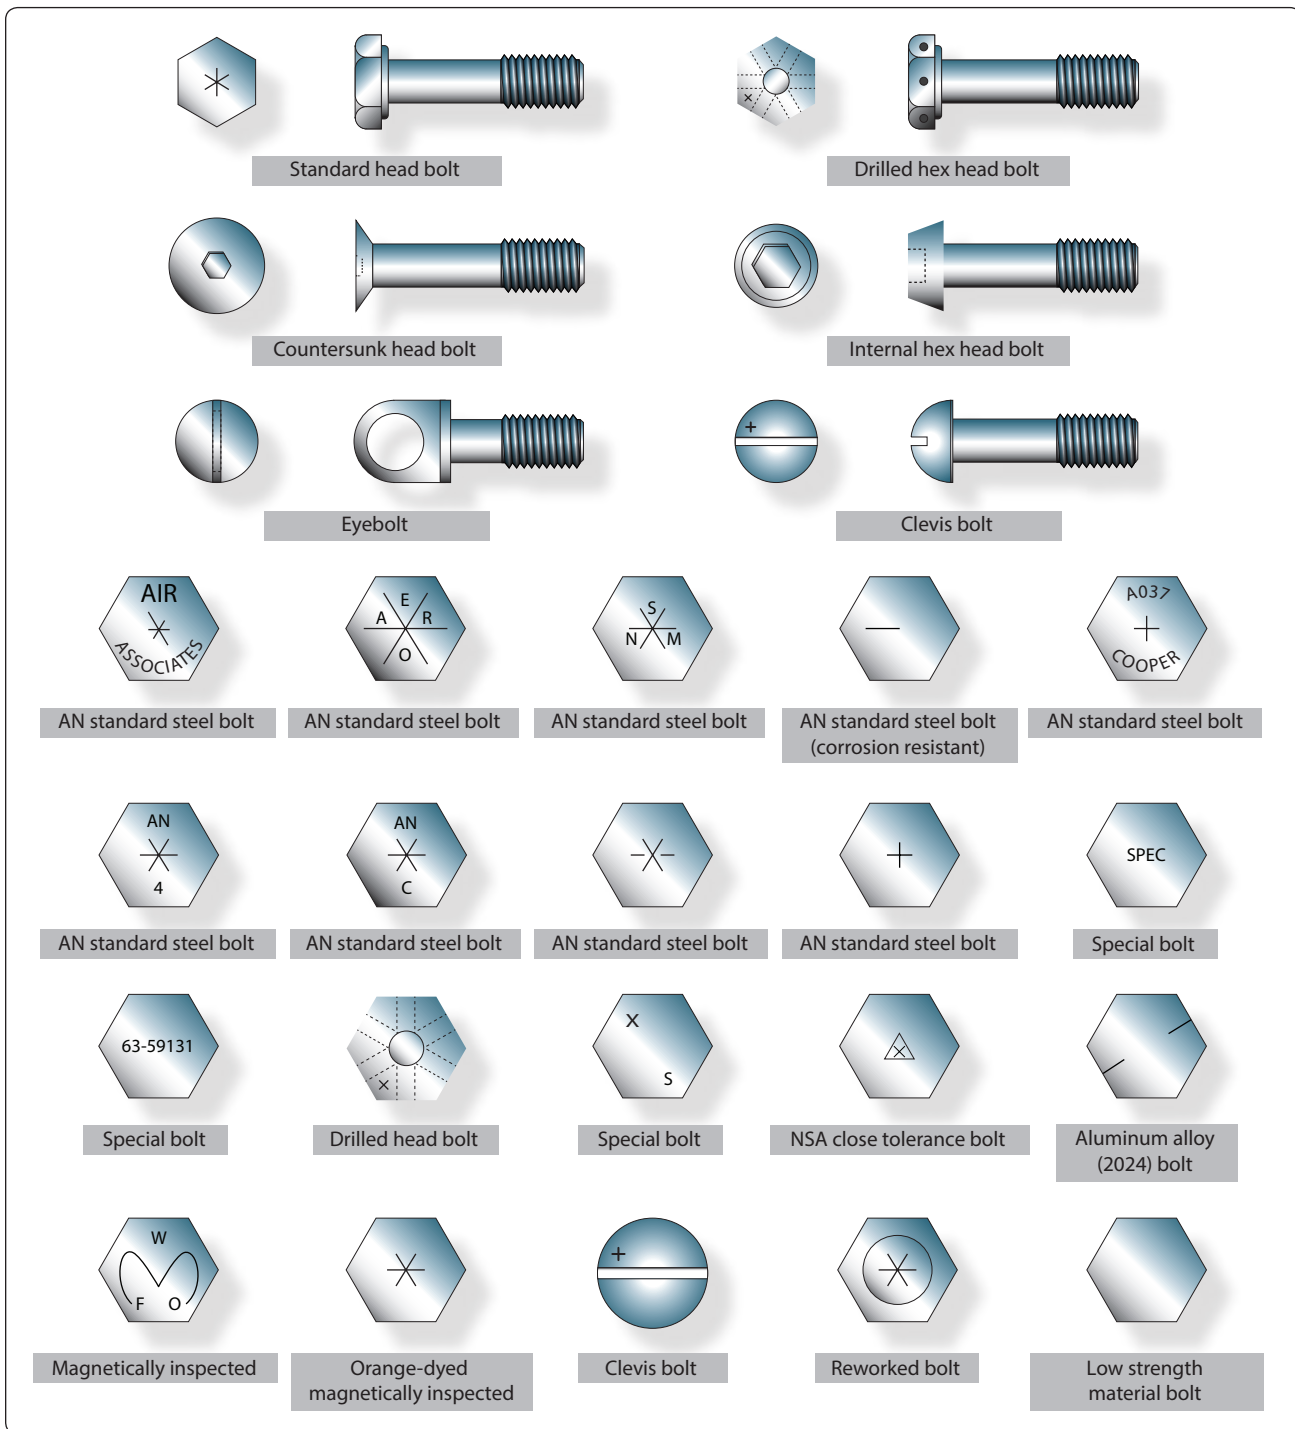 Standard head bolt
Drilled hex head bolt
Countersunk head bolt
Internal hex head bolt
Eyebolt
+
Clevis bolt
AIR
ASSOCIATES
E
A R
O
S
N M
A037
COOPER
AN standard steel bolt
AN standard steel bolt
AN standard steel bolt
AN standard steel bolt
(corrosion resistant)
AN standard steel bolt
AN
4
AN
C
SPEC
AN standard steel bolt
AN standard steel bolt
AN standard steel bolt
AN standard steel bolt
Special bolt
63-59131
X
S
Special bolt
Drilled head bolt
Special bolt
NSA close tolerance bolt
Aluminum alloy
(2024) bolt
W
F O
+
Magnetically inspected
Orange-dyed
magnetically inspected
Clevis bolt
Reworked bolt
Low strength
material bolt